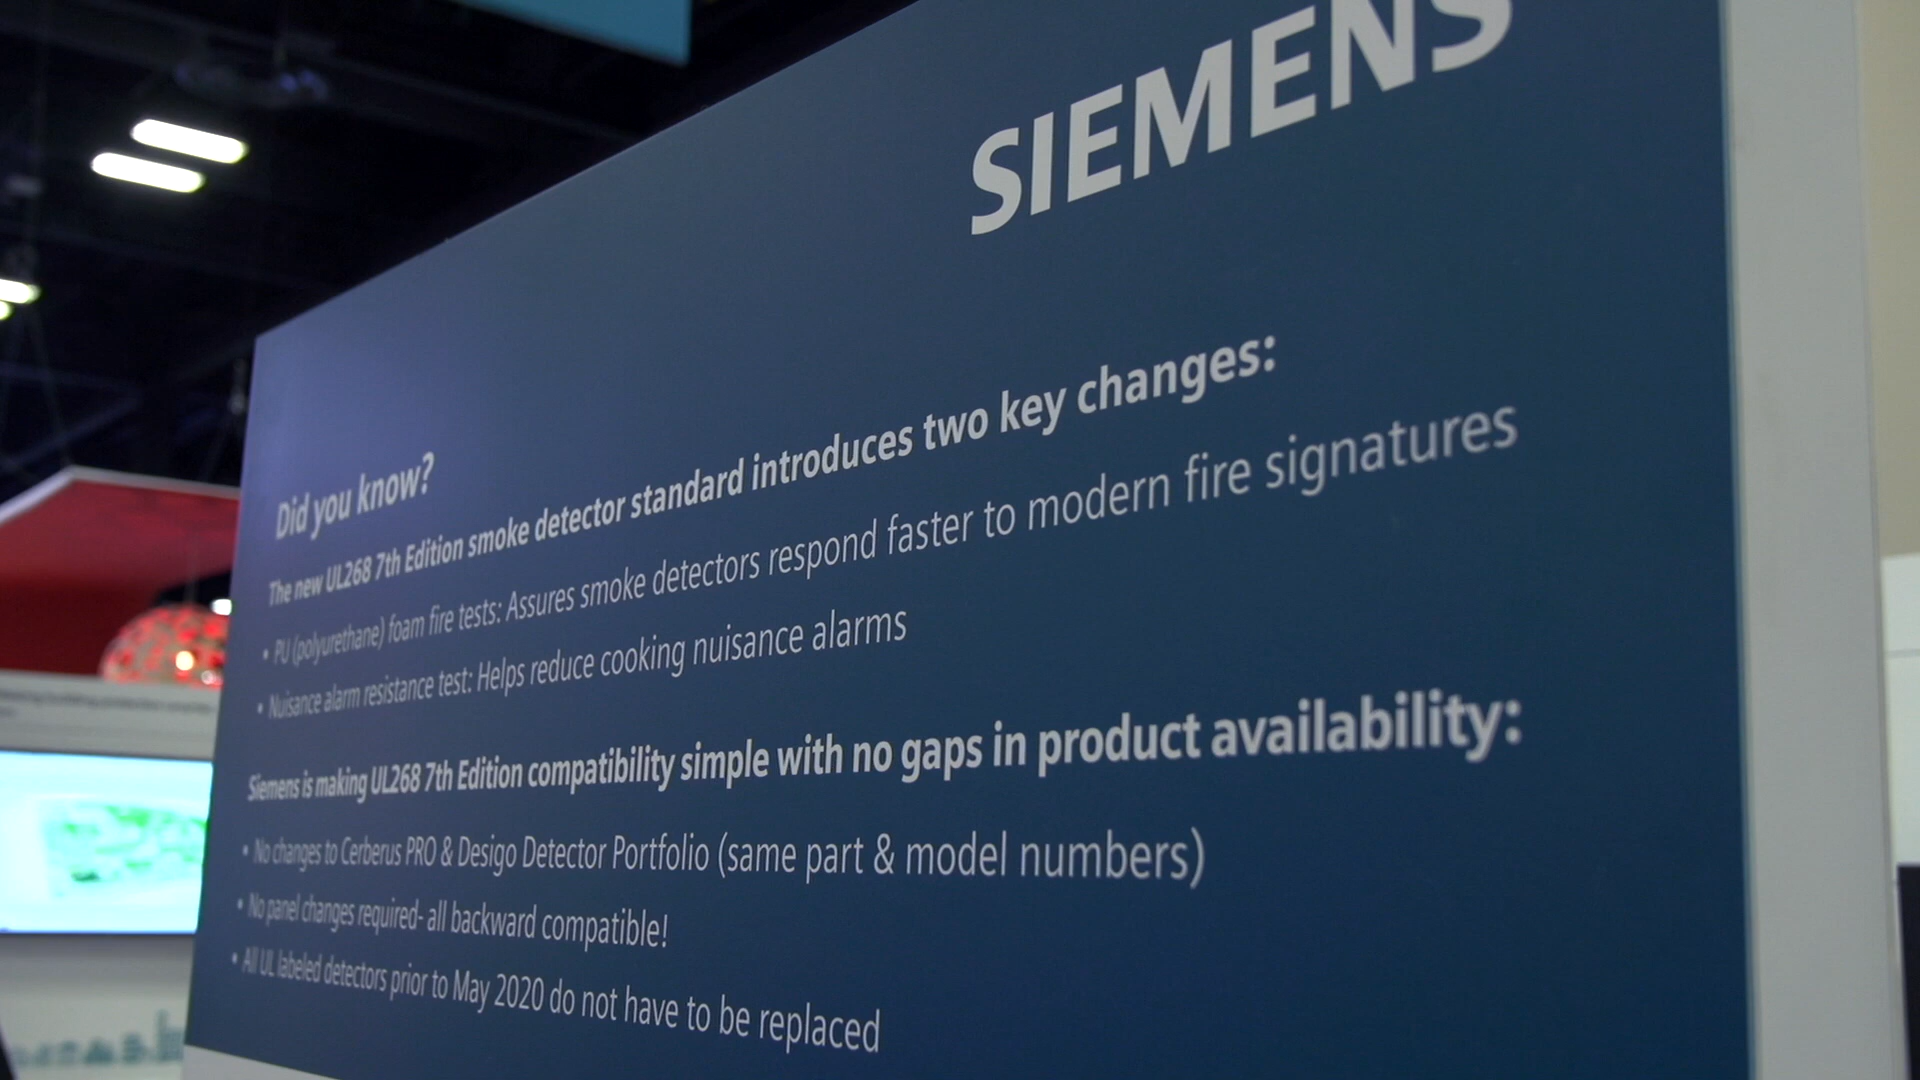 SIEMENS
Did you know?
The new UL268 7th Edition smoke detector standard introduces two key changes:
• PU (polyurethane) foam fire tests: Assures smoke detectors respond faster to modern fire signatures
• Nuisance alarm resistance test: Helps reduce cooking nuisance alarms
Siemens is making UL268 7th Edition compatibility simple with no gaps in product availability:
• No changes to Cerberus PRO & Desigo Detector Portfolio (same part & model numbers)
• No panel changes required- all backward compatible!
• All UL labeled detectors prior to May 2020 do not have to be replaced